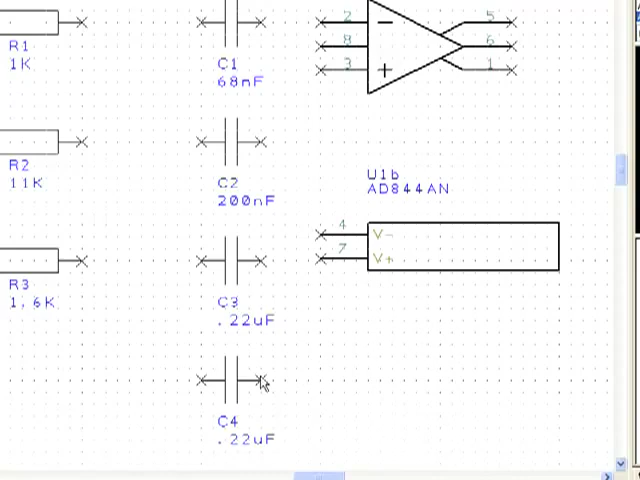 2
5
8
6
3
1
R1
1K
C1
68nF
R2
11K
C2
200nF
U1b
AD844AN
4
V-
7
V+
R3
1.6K
C3
.22uF
C4
.22uF